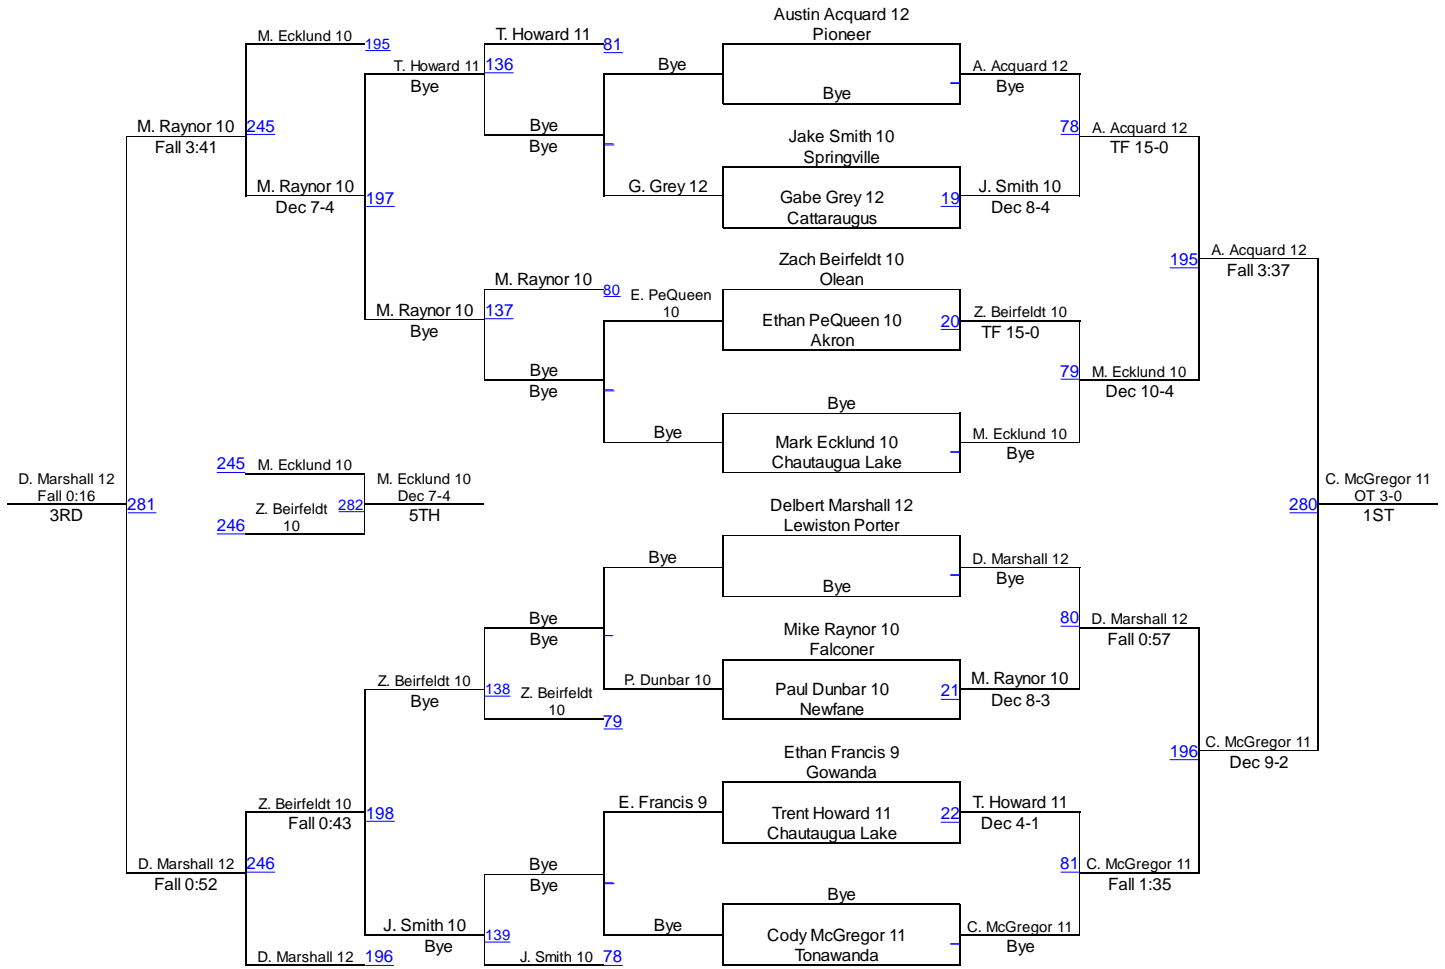 Austin Acquard 12
Pioneer
M. Ecklund 10
195
T. Howard 11
81
T. Howard 11
136
Bye
Bye
Bye
A. Acquard 12
Bye
M. Raynor 10
245
Fall 3:41
Bye
Bye
Jake Smith 10
Springville
78
A. Acquard 12
TF 15-0
M. Raynor 10
Dec 7-4
197
G. Grey 12
Gabe Grey 12
Cattaraugus
19
J. Smith 10
Dec 8-4
Zach Beirfeldt 10
Olean
195
A. Acquard 12
Fall 3:37
M. Raynor 10
80
M. Raynor 10
137
Bye
E. PeQueen
10
Ethan PeQueen 10
Akron
20
Z. Beirfeldt 10
TF 15-0
Bye
Bye
79
M. Ecklund 10
Dec 10-4
Bye
Bye
Mark Ecklund 10
Chautaugua Lake
M. Ecklund 10
Bye
D. Marshall 12
Fall 0:16
3RD
281
245
M. Ecklund 10
246
Z. Beirfeldt
10
282
M. Ecklund 10
Dec 7-4
5TH
280
C. McGregor 11
OT 3-0
1ST
Delbert Marshall 12
Lewiston Porter
Bye
Bye
D. Marshall 12
Bye
Bye
Bye
Mike Raynor 10
Falconer
80
D. Marshall 12
Fall 0:57
Z. Beirfeldt 10
Bye
138
Z. Beirfeldt
10
79
P. Dunbar 10
Paul Dunbar 10
Newfane
21
M. Raynor 10
Dec 8-3
Ethan Francis 9
Gowanda
196
C. McGregor 11
Dec 9-2
Z. Beirfeldt 10
Fall 0:43
198
E. Francis 9
Trent Howard 11
Chautaugua Lake
22
T. Howard 11
Dec 4-1
D. Marshall 12
246
Fall 0:52
Bye
Bye
81
C. McGregor 11
Fall 1:35
J. Smith 10
Bye
139
Bye
Bye
Cody McGregor 11
Tonawanda
C. McGregor 11
Bye
D. Marshall 12
196
J. Smith 10
78